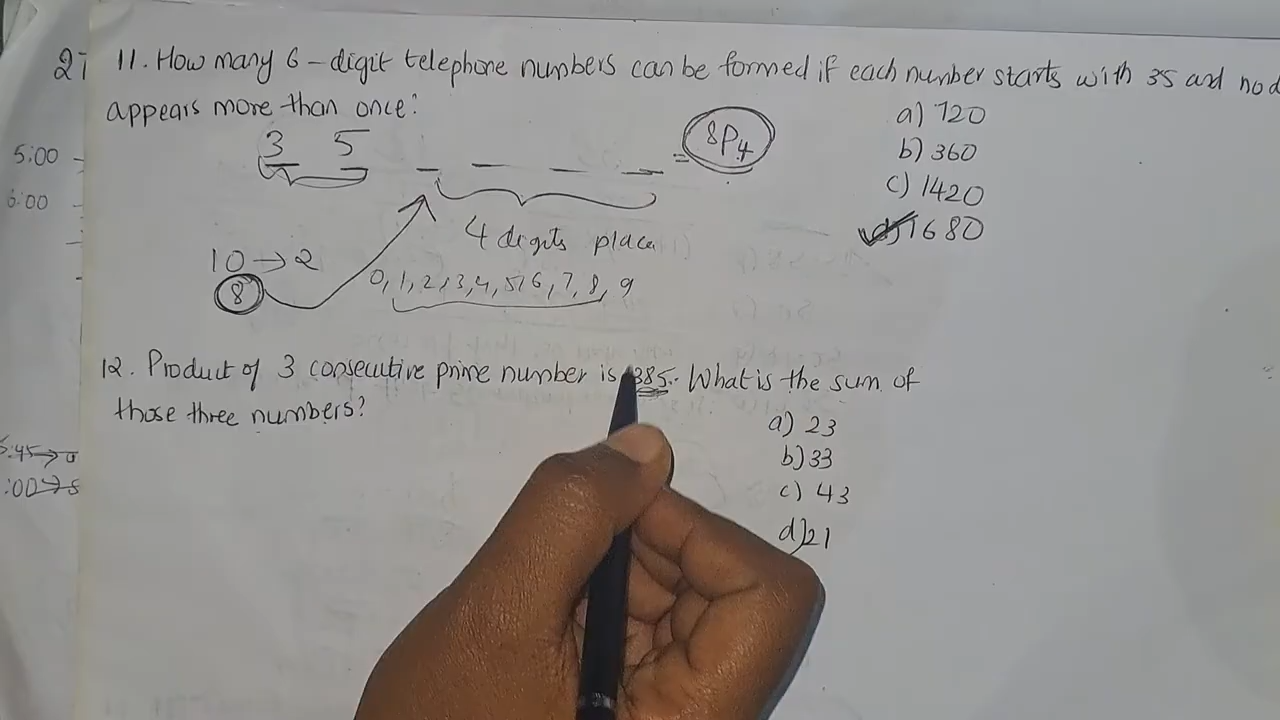 27
11. How many 6-digit telephone numbers can be formed if each number starts with 35 and no d
appears more than once?
a) 720
b) 360
c) 1420
d) 1680
3 5 _ _ _ _ = 8P4
4 digits place
10→2
8
0,1,2,3,4,5,6,7,8,9
5:00
6:00
12. Product of 3 consecutive prime number is 385. What is the sum of
those three numbers?
a) 23
b) 33
c) 43
d) 21
:45→
:00→5